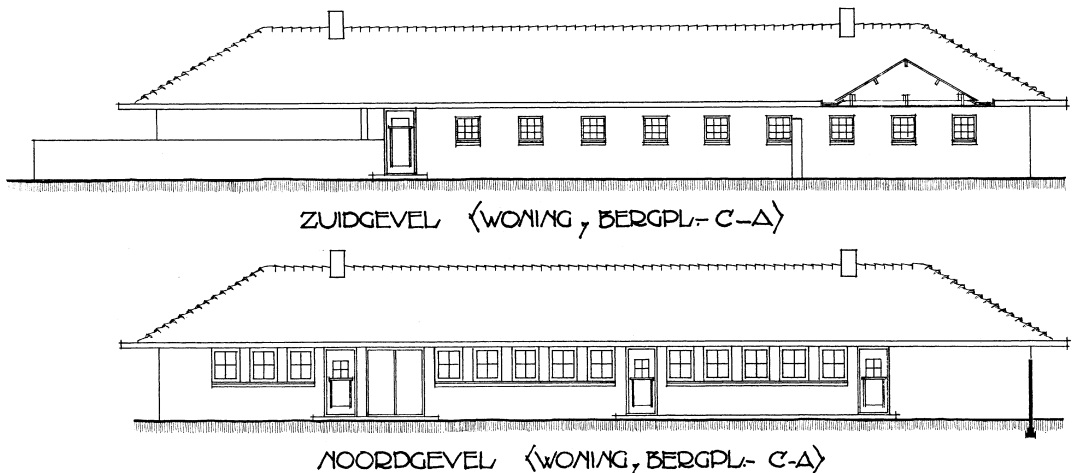 ZUIDGEVEL ⟨WONING, BERGPL:- C-A⟩
NOORDGEVEL ⟨WONING, BERGPL:- C-A⟩